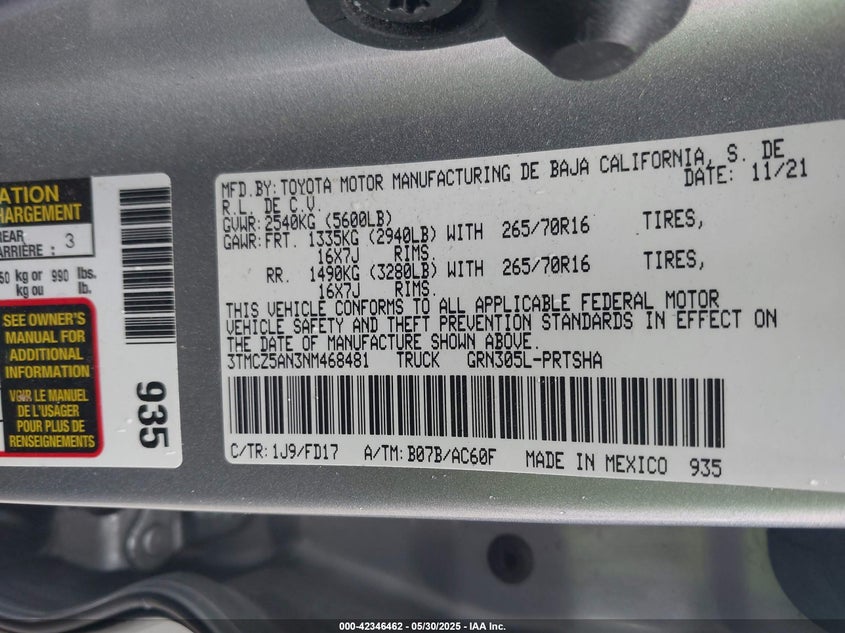 ATION
HARGEMENT
REAR
ARRIÈRE : 3
50 kg or 990 lbs.
kg ou lb.
SEE OWNER'S
MANUAL FOR
ADDITIONAL
INFORMATION
VOIR LE MANUEL
DE L'USAGER
POUR PLUS DE
RENSEIGNEMENTS
935
MFD.BY:TOYOTA MOTOR MANUFACTURING DE BAJA CALIFORNIA, S. DE
R.L. DE C.V. DATE: 11/21
GVWR:2540KG (5600LB)
GAWR:FRT. 1335KG (2940LB) WITH 265/70R16 TIRES,
16X7J RIMS.
RR. 1490KG (3280LB) WITH 265/70R16 TIRES,
16X7J RIMS.
THIS VEHICLE CONFORMS TO ALL APPLICABLE FEDERAL MOTOR
VEHICLE SAFETY AND THEFT PREVENTION STANDARDS IN EFFECT ON
THE DATE OF MANUFACTURE SHOWN ABOVE.
3TMCZ5AN3NM468481 TRUCK GRN305L-PRTSHA
C/TR:1J9/FD17 A/TM:B07B/AC60F MADE IN MEXICO 935
000-42346462 - 05/30/2025 - IAA Inc.